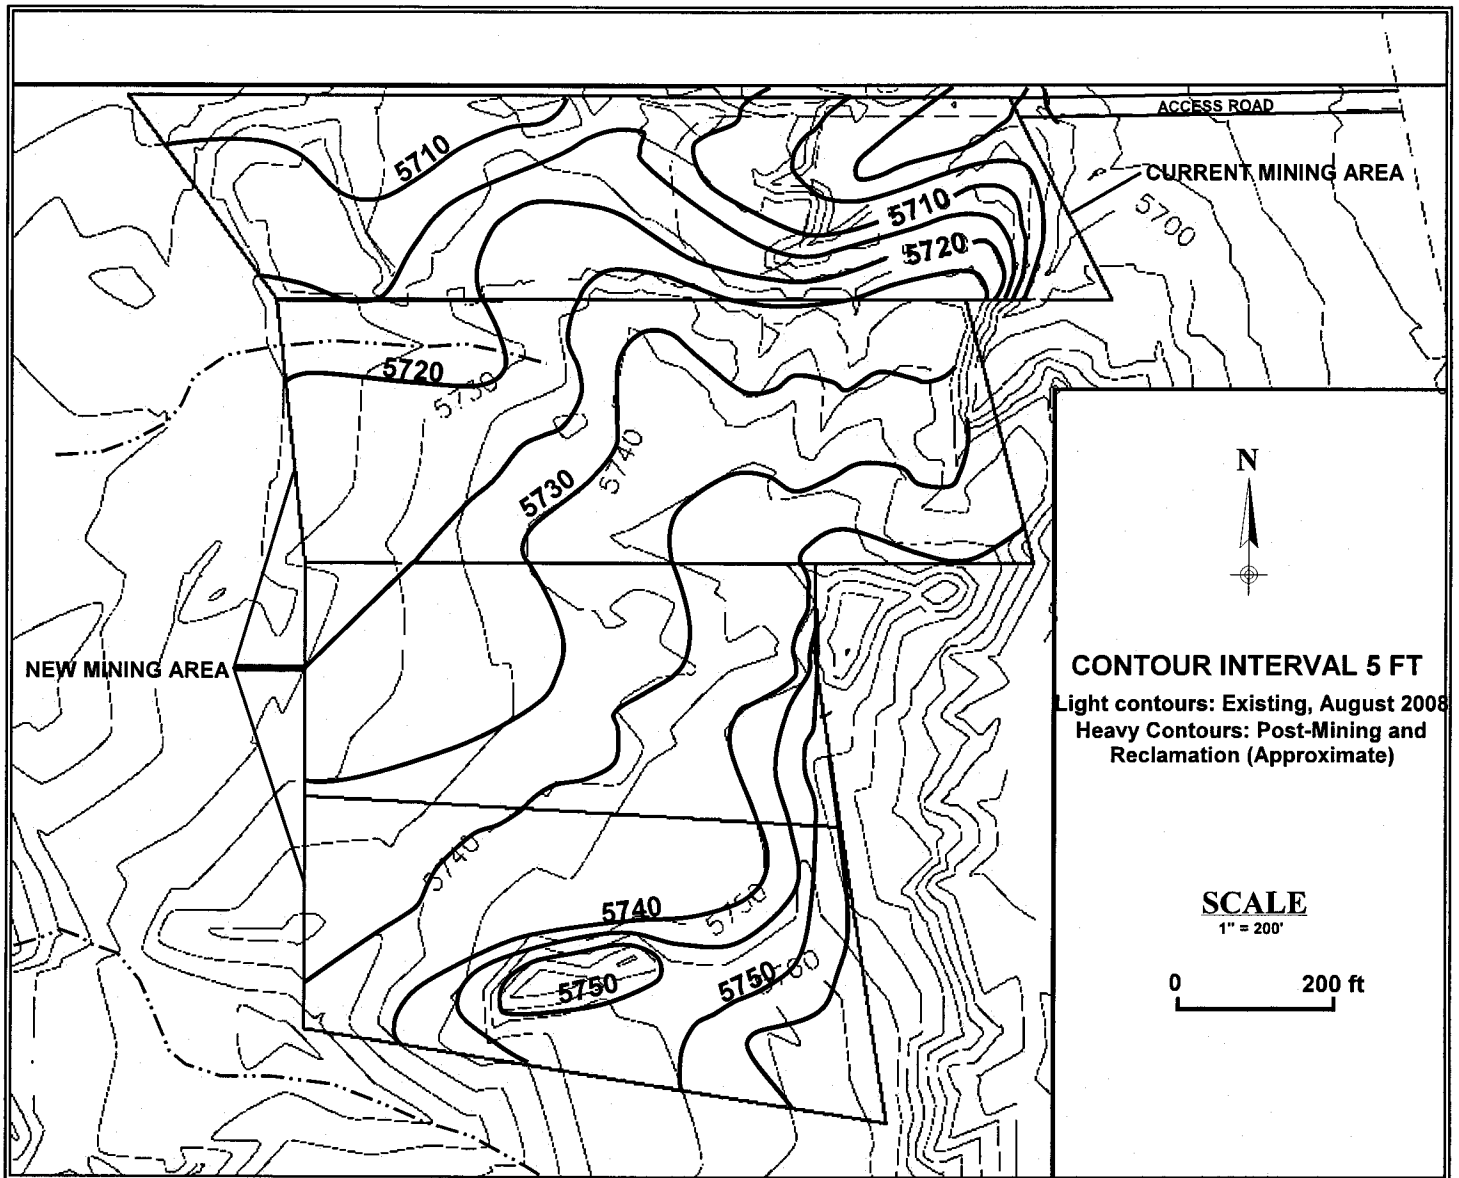 ACCESS ROAD
5710
CURRENT MINING AREA
5710
5700
5720
5720
5730
5740
5730
N
NEW MINING AREA
CONTOUR INTERVAL 5 FT
Light contours: Existing, August 2008
Heavy Contours: Post-Mining and
Reclamation (Approximate)
5740
5740
5750
SCALE
1" = 200'
5750
5750
5760
0 200 ft